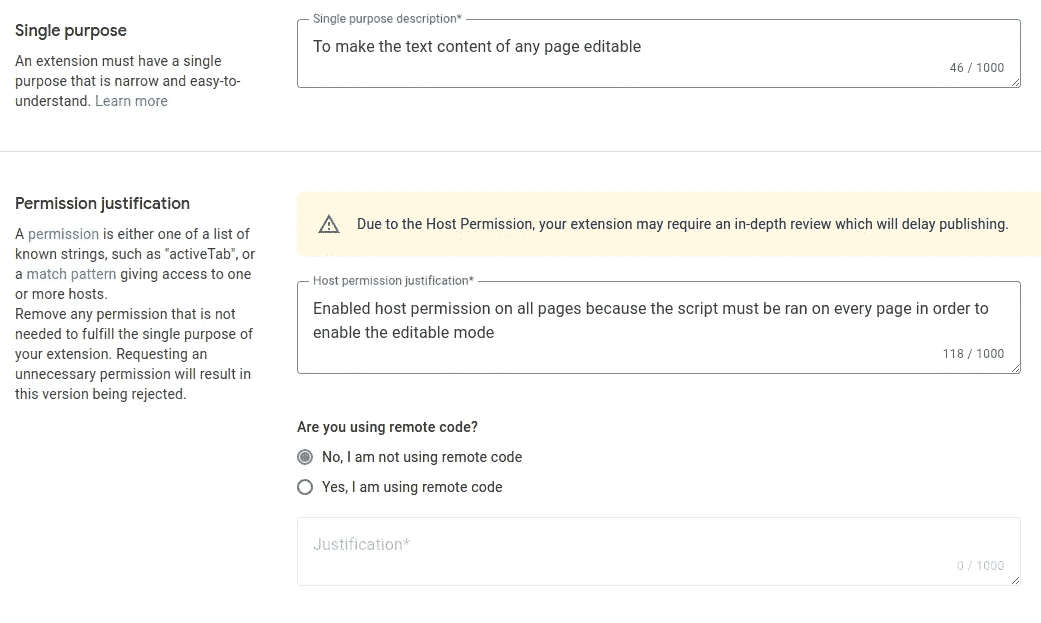 Single purpose
An extension must have a single
purpose that is narrow and easy-to-
understand. Learn more
Single purpose description*
To make the text content of any page editable
46 / 1000
Permission justification
A permission is either one of a list of
known strings, such as "activeTab", or
a match pattern giving access to one
or more hosts.
Remove any permission that is not
needed to fulfill the single purpose of
your extension. Requesting an
unnecessary permission will result in
this version being rejected.
Due to the Host Permission, your extension may require an in-depth review which will delay publishing.
Host permission justification*
Enabled host permission on all pages because the script must be ran on every page in order to
enable the editable mode
118 / 1000
Are you using remote code?
No, I am not using remote code
Yes, I am using remote code
Justification*
0 / 1000